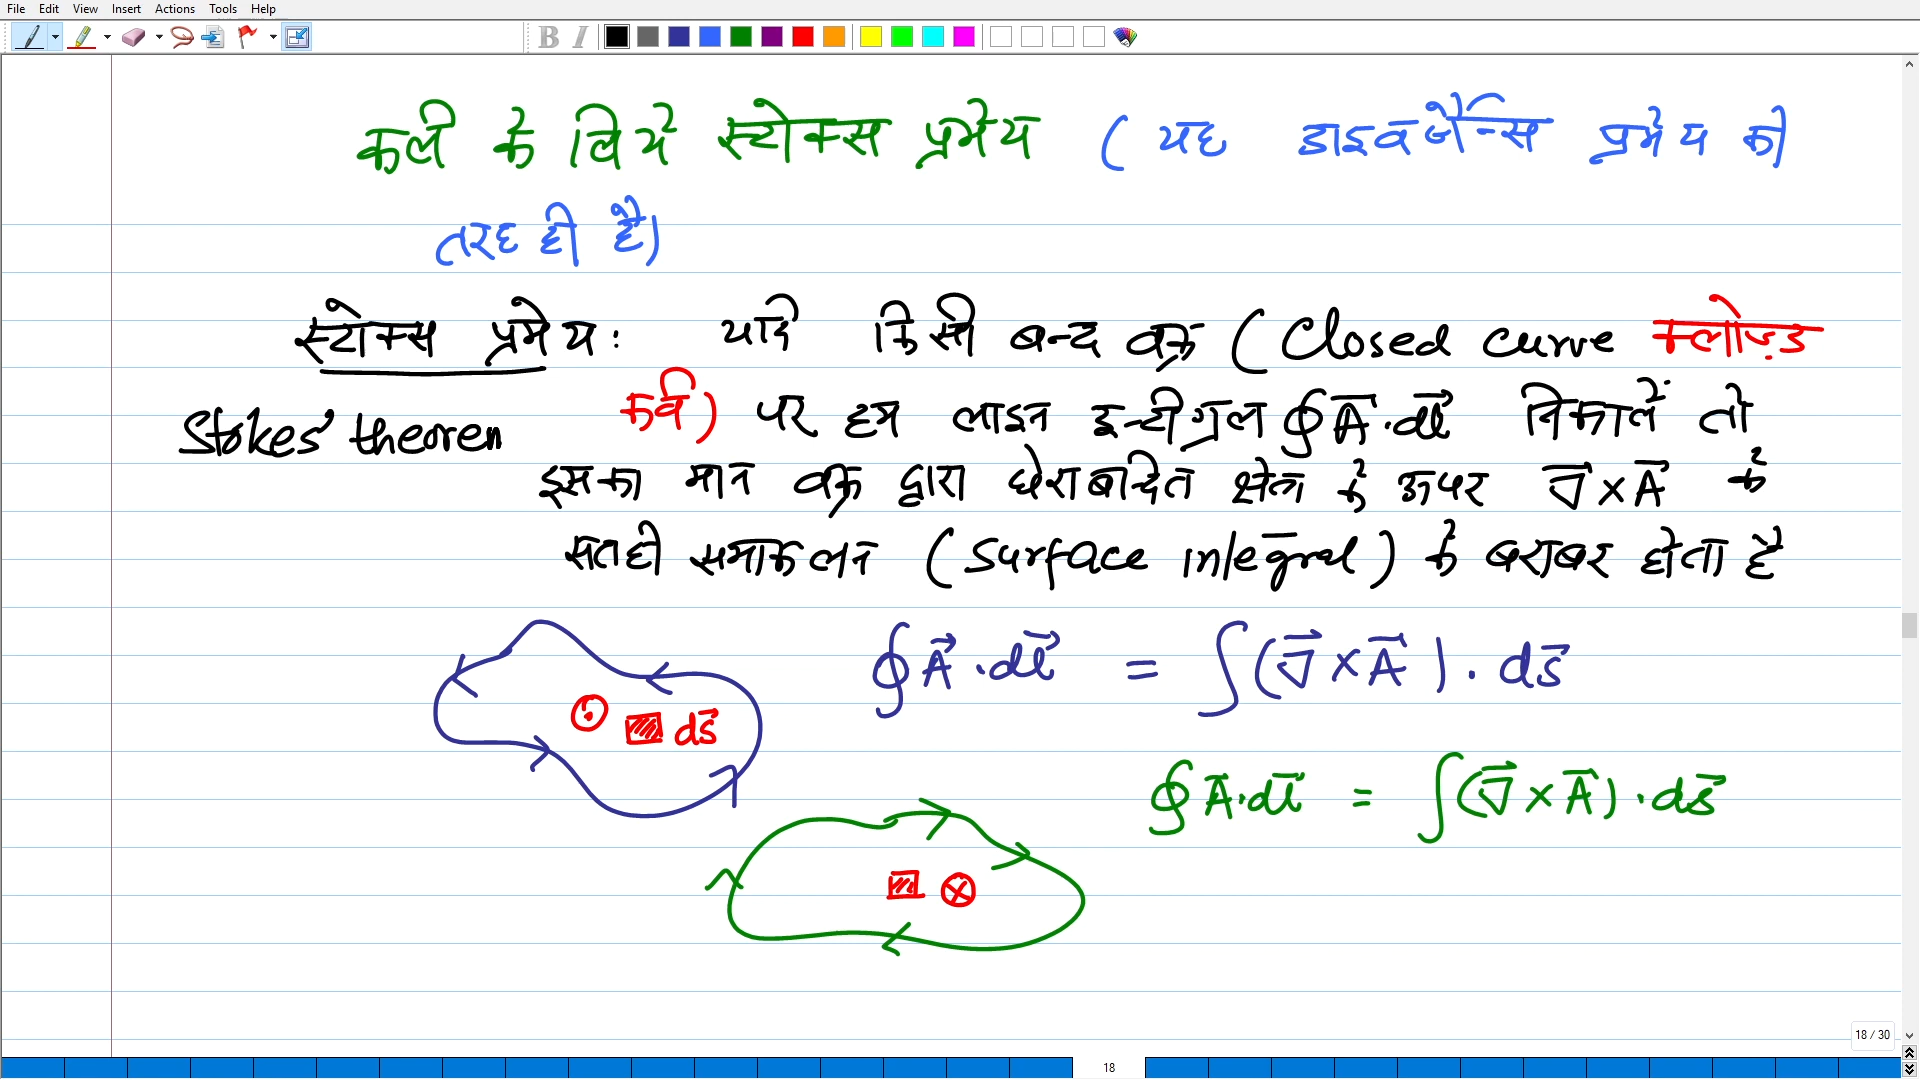 File Edit View Insert Actions Tools Help
कर्ल के लिये स्टोक्स प्रमेय ( यह डाइवर्जेन्स प्रमेय की
तरह ही है)
स्टोक्स प्रमेय: यदि किसी बन्द वक्र ( Closed curve क्लोज़्ड
कर्व) पर हम लाइन इन्टीग्रल ∮A⃗·dl⃗ निकालें तो
Stokes' theorem
इसका मान वक्र द्वारा घेराबन्दित क्षेत्र के ऊपर ∇×A⃗ के
सतही समाकलन (Surface integral) के बराबर होता है
∮A⃗·dl⃗ = ∫(∇⃗×A⃗)·ds⃗
ds⃗
∮A⃗·dl⃗ = ∫(∇⃗×A⃗)·ds⃗
18 / 30
18